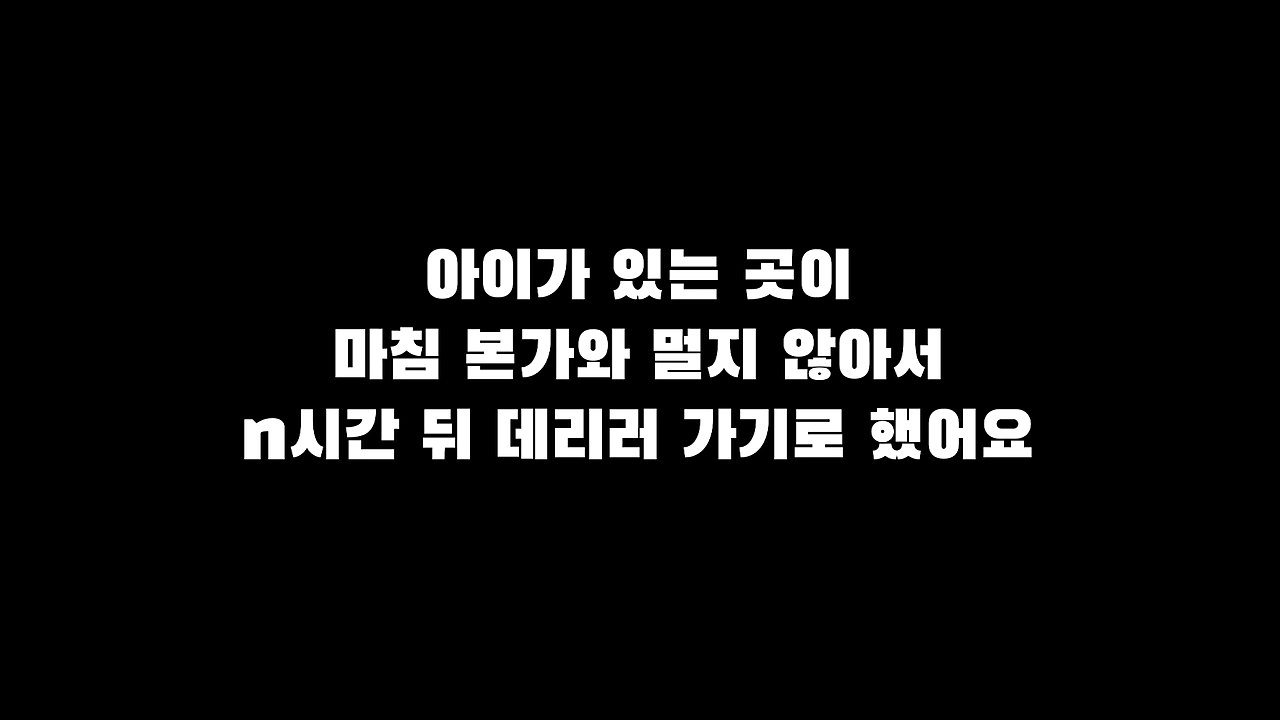 아이가 있는 곳이
마침 본가와 멀지 않아서
n시간 뒤 데리러 가기로 했어요